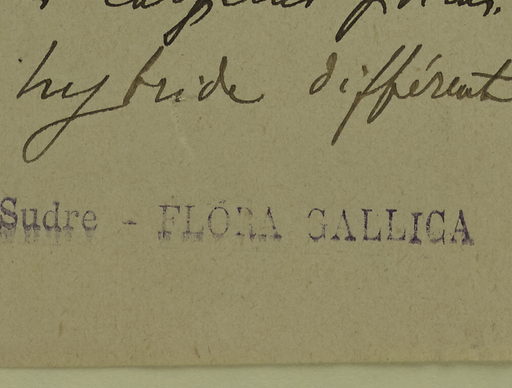 hybride différent
Sudre - FLORA GALLICA